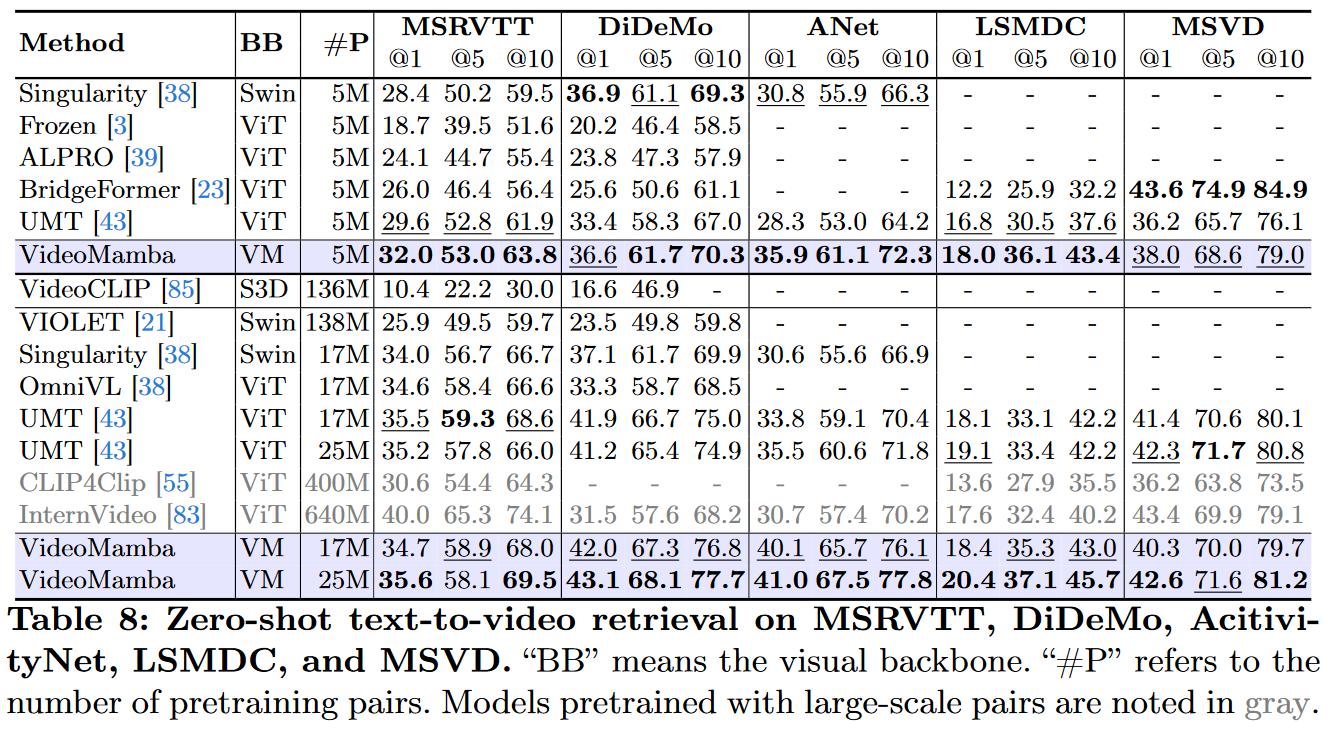 Method BB #P MSRVTT DiDeMo ANet LSMDC MSVD
@1 @5 @10 @1 @5 @10 @1 @5 @10 @1 @5 @10 @1 @5 @10
Singularity [38] Swin 5M 28.4 50.2 59.5 36.9 61.1 69.3 30.8 55.9 66.3 - - - - - -
Frozen [3] ViT 5M 18.7 39.5 51.6 20.2 46.4 58.5 - - - - - - - - -
ALPRO [39] ViT 5M 24.1 44.7 55.4 23.8 47.3 57.9 - - - - - - - - -
BridgeFormer [23] ViT 5M 26.0 46.4 56.4 25.6 50.6 61.1 - - - 12.2 25.9 32.2 43.6 74.9 84.9
UMT [43] ViT 5M 29.6 52.8 61.9 33.4 58.3 67.0 28.3 53.0 64.2 16.8 30.5 37.6 36.2 65.7 76.1
VideoMamba VM 5M 32.0 53.0 63.8 36.6 61.7 70.3 35.9 61.1 72.3 18.0 36.1 43.4 38.0 68.6 79.0
VideoCLIP [85] S3D 136M 10.4 22.2 30.0 16.6 46.9 - - - - - - - - - -
VIOLET [21] Swin 138M 25.9 49.5 59.7 23.5 49.8 59.8 - - - - - - - - -
Singularity [38] Swin 17M 34.0 56.7 66.7 37.1 61.7 69.9 30.6 55.6 66.9 - - - - - -
OmniVL [38] ViT 17M 34.6 58.4 66.6 33.3 58.7 68.5 - - - - - - - - -
UMT [43] ViT 17M 35.5 59.3 68.6 41.9 66.7 75.0 33.8 59.1 70.4 18.1 33.1 42.2 41.4 70.6 80.1
UMT [43] ViT 25M 35.2 57.8 66.0 41.2 65.4 74.9 35.5 60.6 71.8 19.1 33.4 42.2 42.3 71.7 80.8
CLIP4Clip [55] ViT 400M 30.6 54.4 64.3 - - - - - - 13.6 27.9 35.5 36.2 63.8 73.5
InternVideo [83] ViT 640M 40.0 65.3 74.1 31.5 57.6 68.2 30.7 57.4 70.2 17.6 32.4 40.2 43.4 69.9 79.1
VideoMamba VM 17M 34.7 58.9 68.0 42.0 67.3 76.8 40.1 65.7 76.1 18.4 35.3 43.0 40.3 70.0 79.7
VideoMamba VM 25M 35.6 58.1 69.5 43.1 68.1 77.7 41.0 67.5 77.8 20.4 37.1 45.7 42.6 71.6 81.2
Table 8: Zero-shot text-to-video retrieval on MSRVTT, DiDeMo, Acitivi-
tyNet, LSMDC, and MSVD. “BB” means the visual backbone. “#P” refers to the
number of pretraining pairs. Models pretrained with large-scale pairs are noted in gray.